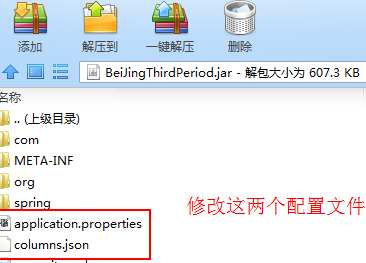 添加 解压到 一键解压 删除
BeiJingThirdPeriod.jar - 解包大小为 607.3 KB
名称
.. (上级目录)
com
META-INF
org
spring
修改这两个配置文件
application.properties
columns.json